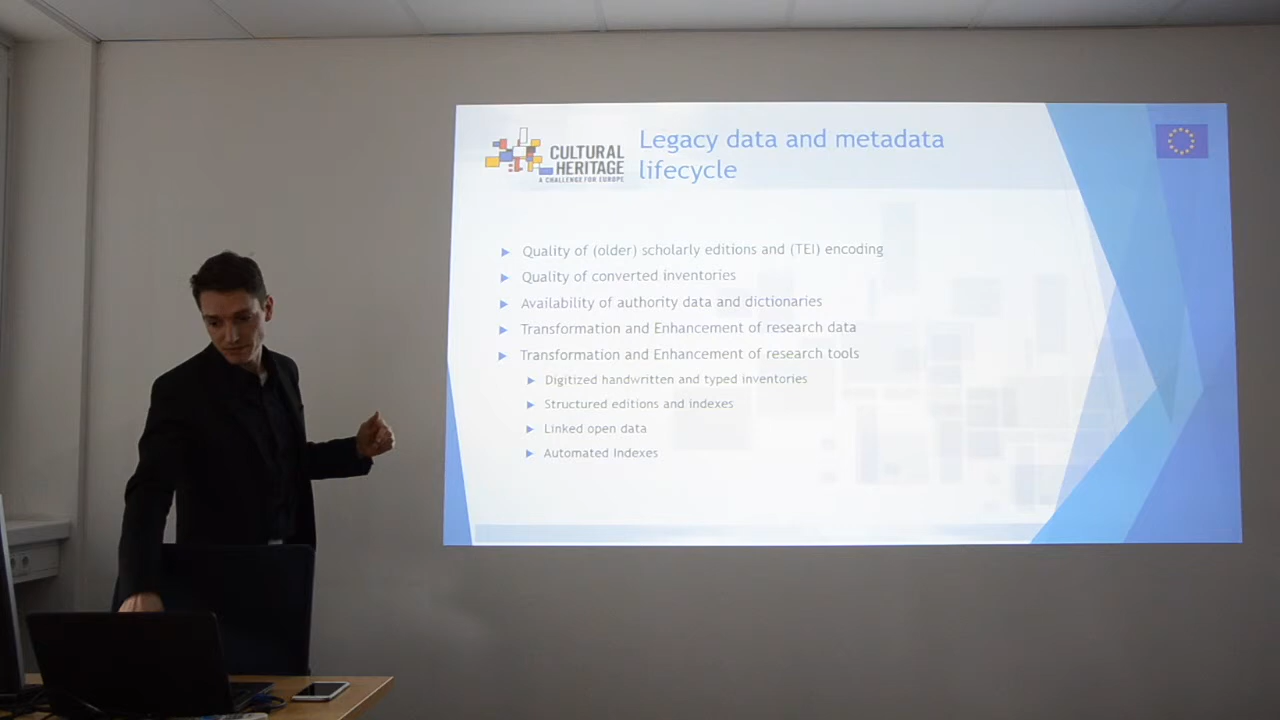 CULTURAL
HERITAGE
A CHALLENGE FOR EUROPE
Legacy data and metadata
lifecycle
Quality of (older) scholarly editions and (TEI) encoding
Quality of converted inventories
Availability of authority data and dictionaries
Transformation and Enhancement of research data
Transformation and Enhancement of research tools
Digitized handwritten and typed inventories
Structured editions and indexes
Linked open data
Automated Indexes